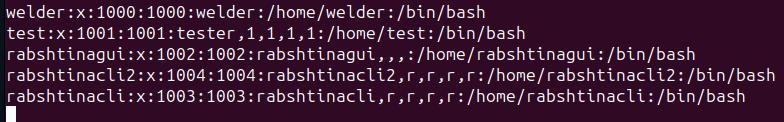 welder:x:1000:1000:welder:/home/welder:/bin/bash
test:x:1001:1001:tester,1,1,1,1:/home/test:/bin/bash
rabshtinagui:x:1002:1002:rabshtinagui,,,:/home/rabshtinagui:/bin/bash
rabshtinacli2:x:1004:1004:rabshtinacli2,r,r,r,r:/home/rabshtinacli2:/bin/bash
rabshtinacli:x:1003:1003:rabshtinacli,r,r,r,r:/home/rabshtinacli:/bin/bash